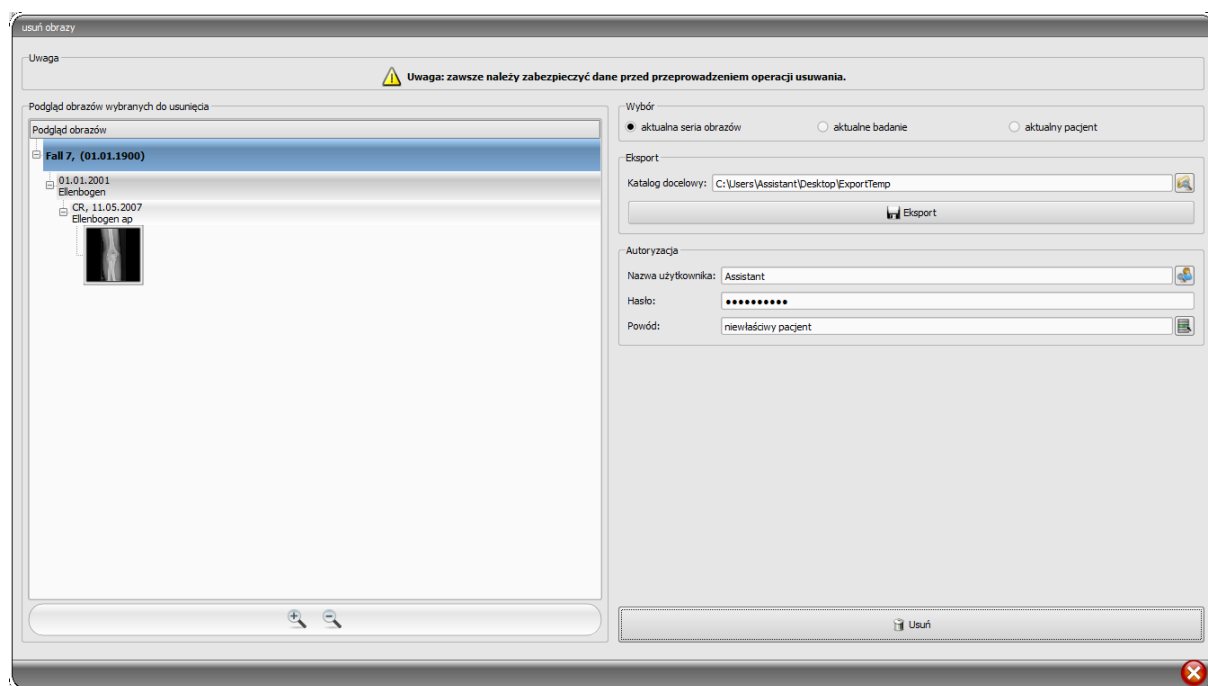 usuń obrazy
Uwaga
Uwaga: zawsze należy zabezpieczyć dane przed przeprowadzeniem operacji usuwania.
Podgląd obrazów wybranych do usunięcia
Podgląd obrazów
Fall 7, (01.01.1900)
01.01.2001
Ellenbogen
CR, 11.05.2007
Ellenbogen ap
Wybór
aktualna seria obrazów
aktualne badanie
aktualny pacjent
Eksport
Katalog docelowy: C:\Users\Assistant\Desktop\ExportTemp
Eksport
Autoryzacja
Nazwa użytkownika: Assistant
Hasło: ●●●●●●●●●●
Powód: niewłaściwy pacjent
Usuń